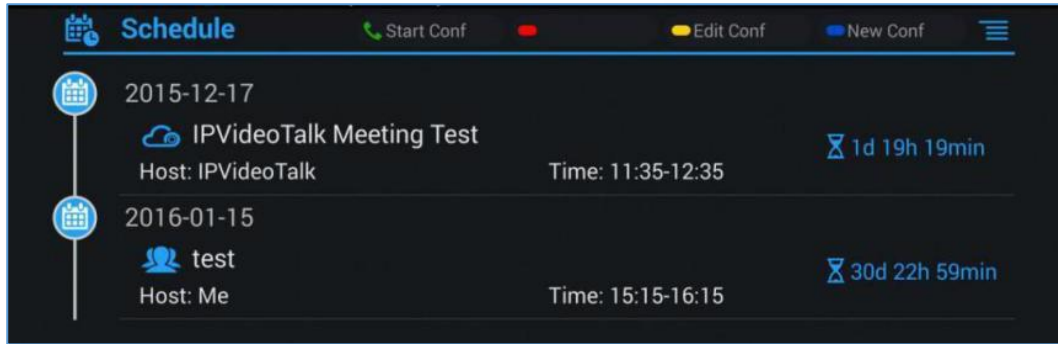 Schedule Start Conf Edit Conf New Conf
2015-12-17
IPVideoTalk Meeting Test
1d 19h 19min
Host: IPVideoTalk Time: 11:35-12:35
2016-01-15
test
30d 22h 59min
Host: Me Time: 15:15-16:15